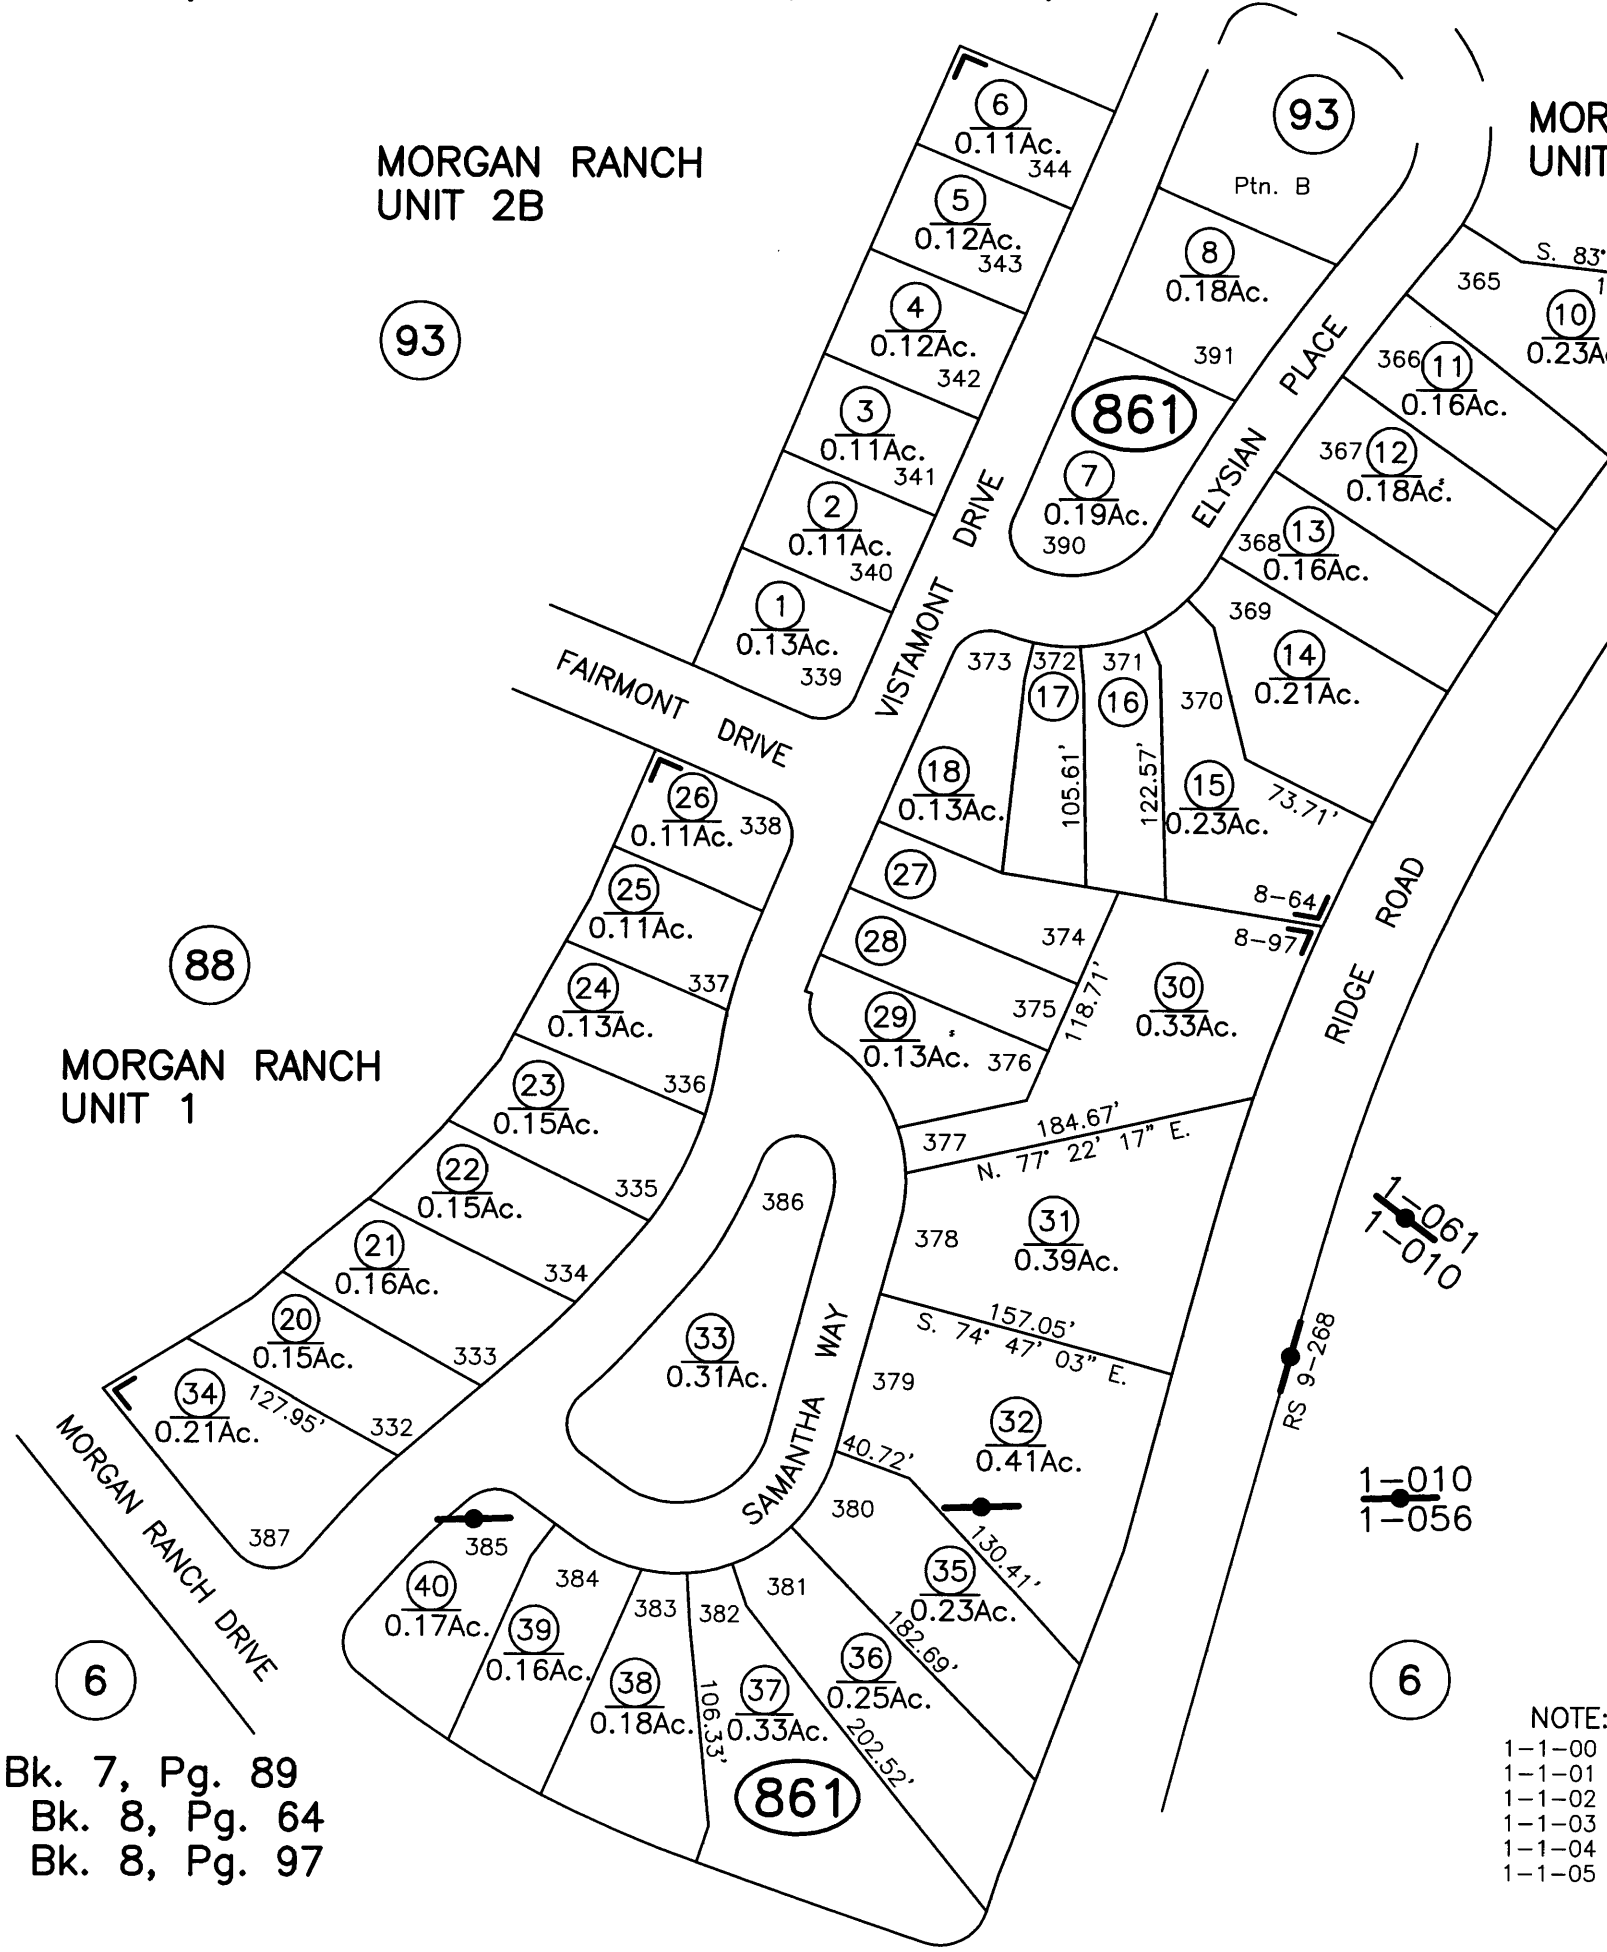 MORGAN RANCH
UNIT 2B
93
93
Ptn. B
MOR
UNIT
6
0.11Ac.
344
5
0.12Ac.
343
4
0.12Ac.
342
3
0.11Ac.
341
2
0.11Ac.
340
1
0.13Ac.
339
8
0.18Ac.
391
861
7
0.19Ac.
390
VISTAMONT DRIVE
ELYSIAN PLACE
S. 83°
1
365
10
0.23A
366
11
0.16Ac.
367
12
0.18Ac.
368
13
0.16Ac.
369
14
0.21Ac.
370
15
0.23Ac.
73.71'
371
16
122.57'
372
17
105.61'
373
18
0.13Ac.
FAIRMONT DRIVE
26
0.11Ac.
338
25
0.11Ac.
337
24
0.13Ac.
336
23
0.15Ac.
335
22
0.15Ac.
334
21
0.16Ac.
333
20
0.15Ac.
332
127.95'
34
0.21Ac.
387
88
MORGAN RANCH
UNIT 1
27
374
28
375
29
0.13Ac.
376
118.71'
8-64
8-97
30
0.33Ac.
RIDGE ROAD
377
184.67'
N. 77° 22' 17" E.
378
31
0.39Ac.
157.05'
S. 74° 47' 03" E.
379
32
0.41Ac.
40.72'
386
33
0.31Ac.
SAMANTHA WAY
380
130.41'
35
0.23Ac.
182.69'
381
36
0.25Ac.
202.52'
382
37
0.33Ac.
106.33'
383
38
0.18Ac.
384
39
0.16Ac.
385
40
0.17Ac.
861
MORGAN RANCH DRIVE
6
Bk. 7, Pg. 89
Bk. 8, Pg. 64
Bk. 8, Pg. 97
1-061
1-010
RS 9-268
1-010
1-056
6
NOTE:
1-1-00
1-1-01
1-1-02
1-1-03
1-1-04
1-1-05